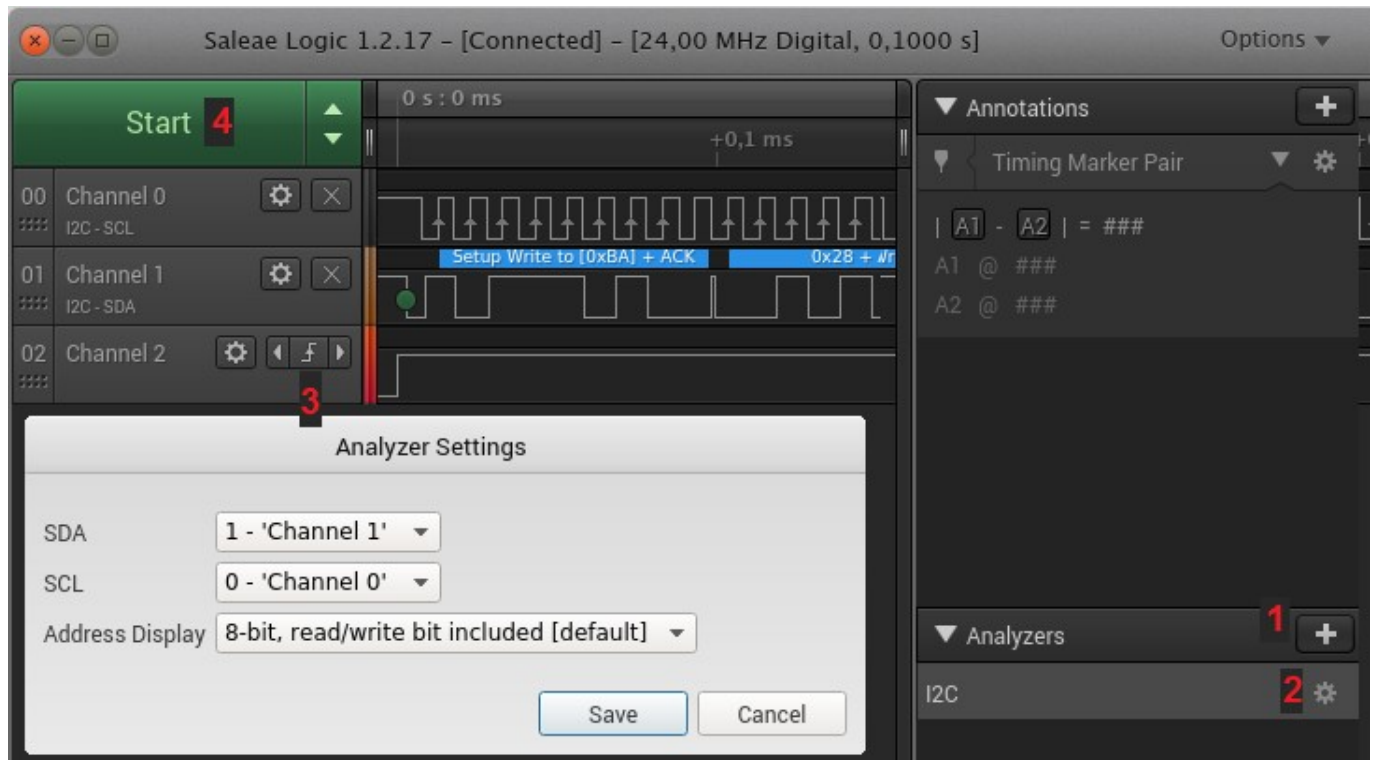 Saleae Logic 1.2.17 – [Connected] – [24,00 MHz Digital, 0,1000 s]
Options
Start 4
0 s : 0 ms
+0,1 ms
00 Channel 0
I2C - SCL
01 Channel 1
I2C - SDA
Setup Write to [0xBA] + ACK
0x28 +
02 Channel 2
3
Annotations
Timing Marker Pair
| A1 - A2 | = ###
A1 @ ###
A2 @ ###
Analyzer Settings
SDA 1 - 'Channel 1'
SCL 0 - 'Channel 0'
Address Display 8-bit, read/write bit included [default]
Save Cancel
Analyzers 1 +
I2C 2